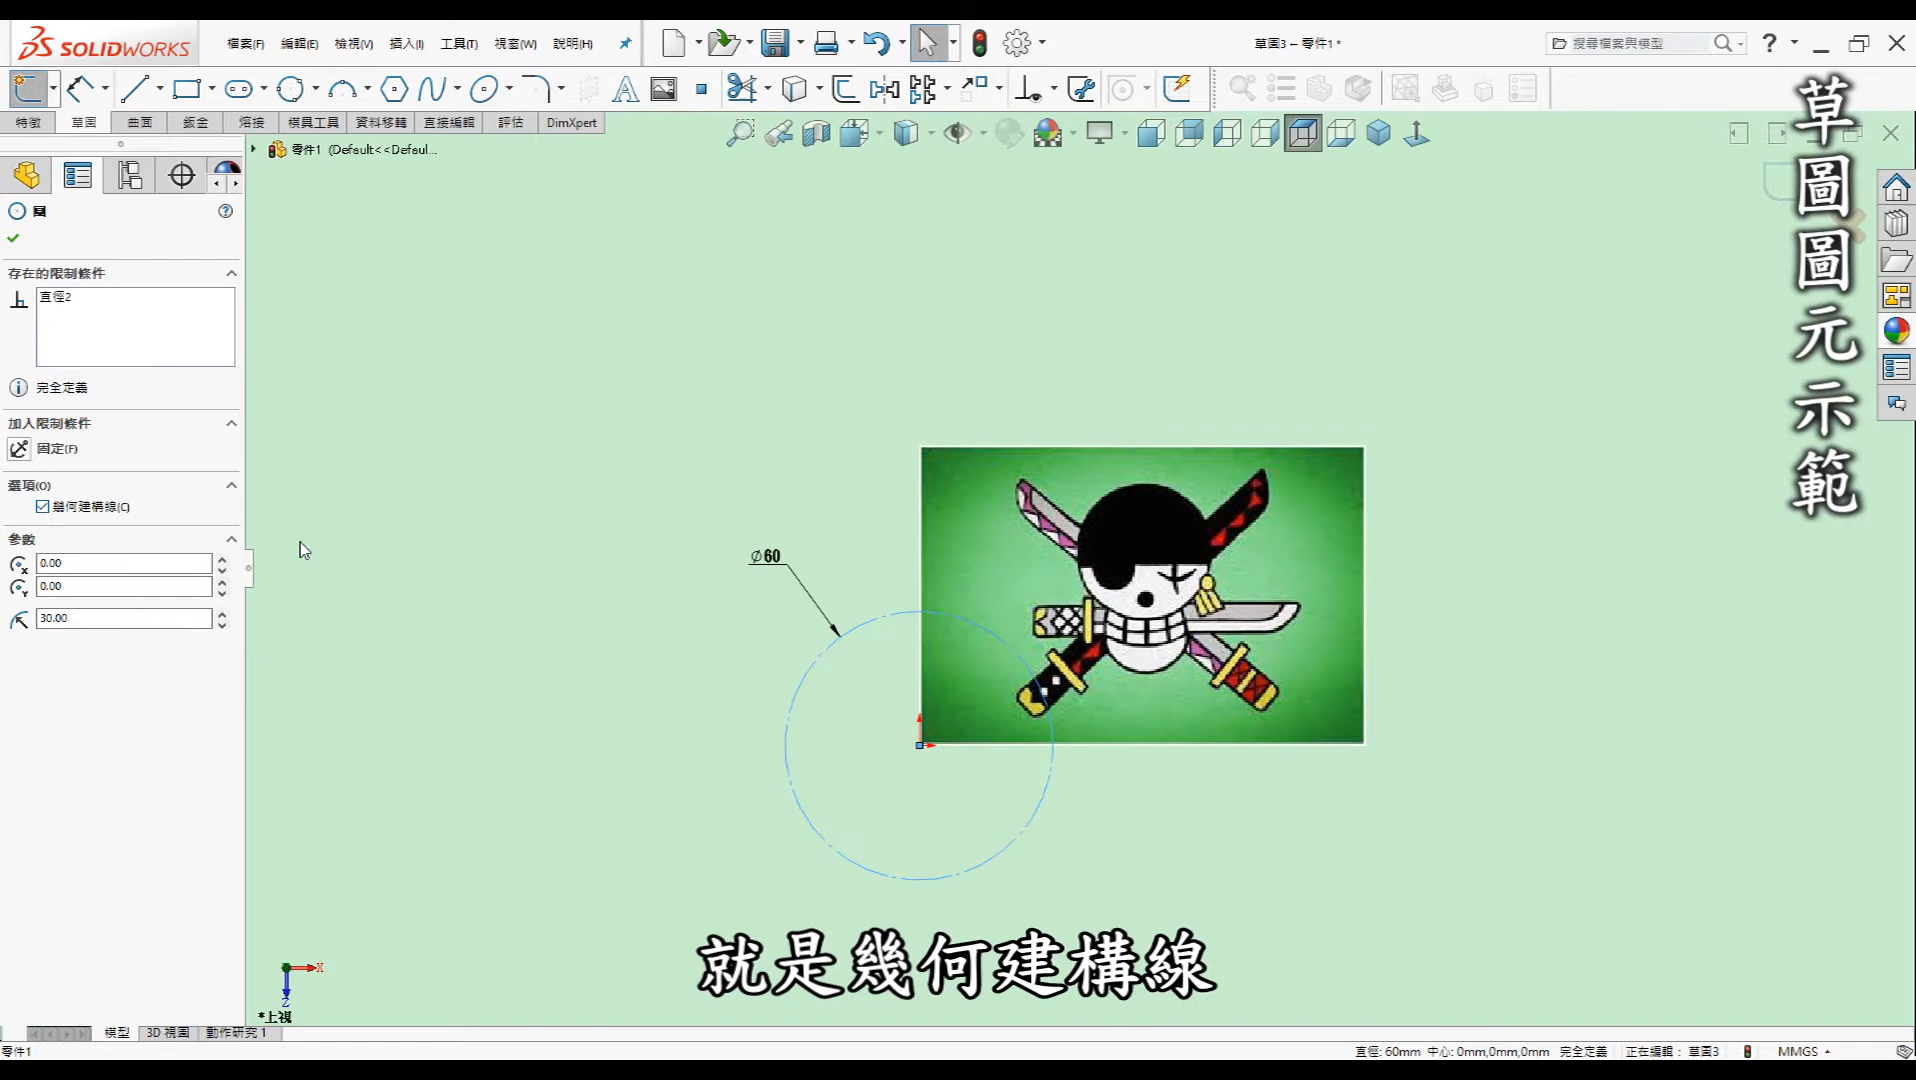 SOLIDWORKS
檔案(F) 編輯(E) 檢視(V) 插入(I) 工具(T) 視窗(W) 說明(H)
草圖3 – 零件1 *
搜尋檔案與模型
特徵 草圖 曲面 鈑金 熔接 模具工具 資料移轉 直接編輯 評估 DimXpert
零件1 (Default<<Defaul...
圓
存在的限制條件
直徑2
完全定義
加入限制條件
固定(F)
選項(O)
幾何建構線(C)
參數
0.00
0.00
30.00
∅60
草圖圖元示範
就是幾何建構線
X
Z
*上視
模型 3D 視圖 動作研究 1
零件1
直徑: 60mm 中心: 0mm,0mm,0mm 完全定義 正在編輯： 草圖3 MMGS